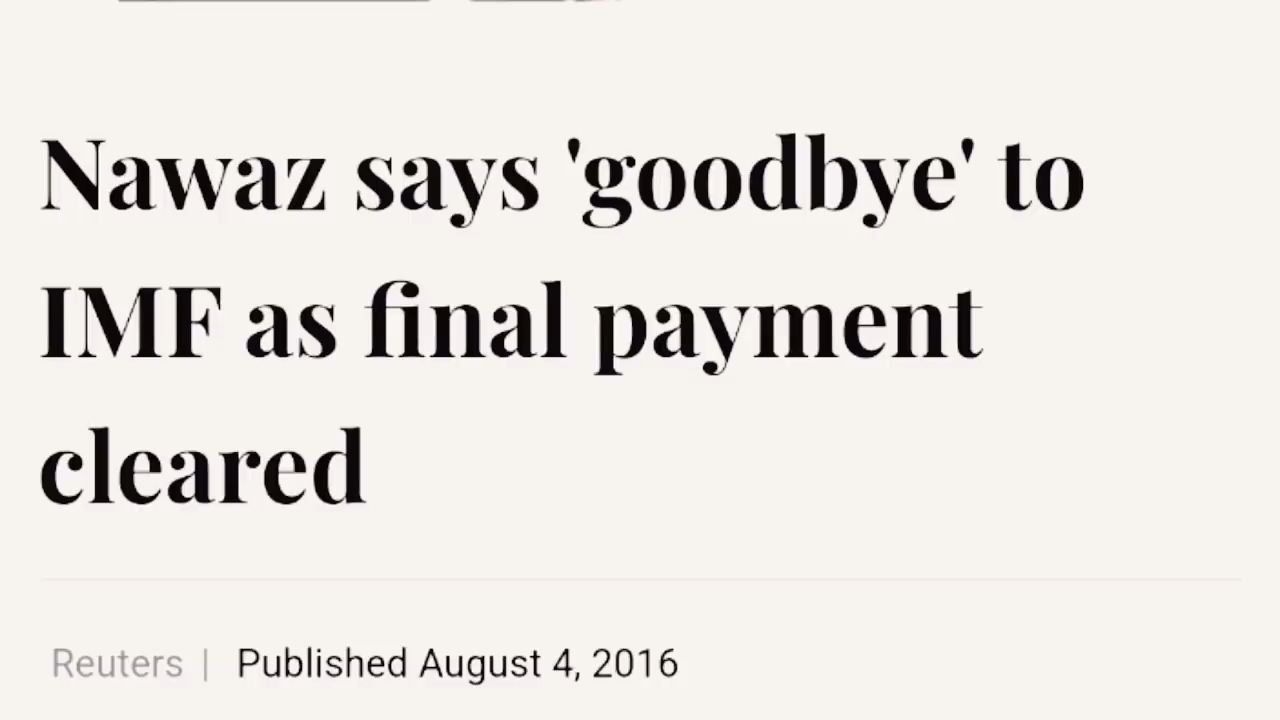 Nawaz says 'goodbye' to
IMF as final payment
cleared
Reuters | Published August 4, 2016